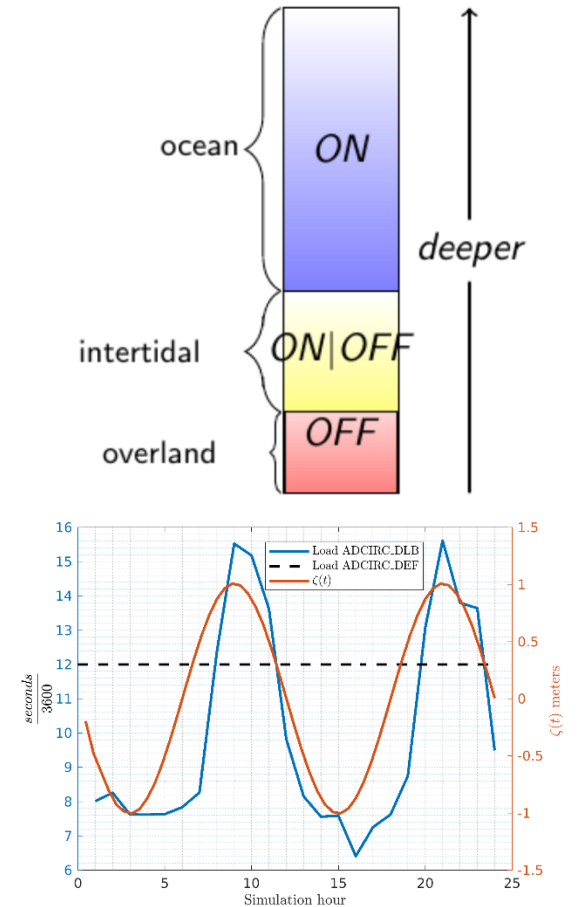 ocean
ON
deeper
intertidal
ON|OFF
overland
OFF
16
15
14
13
12
11
10
9
8
7
6
seconds
3600
Load ADCIRC_DLB
Load ADCIRC_DEF
ζ(t)
1.5
1
0.5
0
-0.5
-1
-1.5
ζ(t) meters
0 5 10 15 20 25
Simulation hour